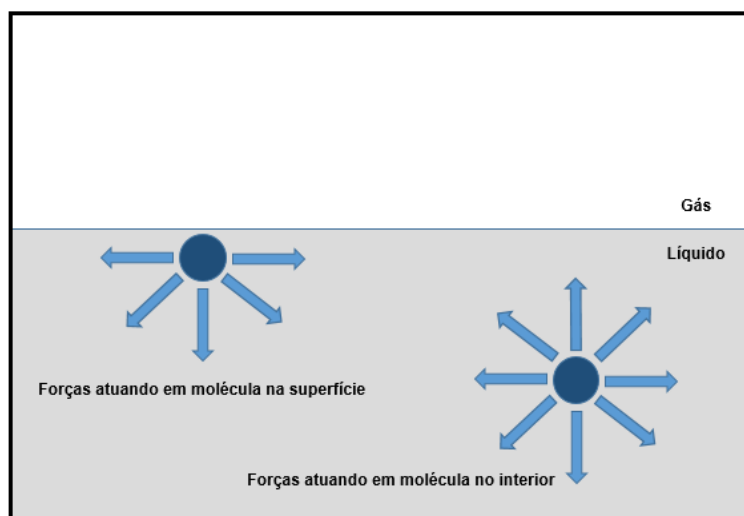 Gás
Líquido
Forças atuando em molécula na superfície
Forças atuando em molécula no interior